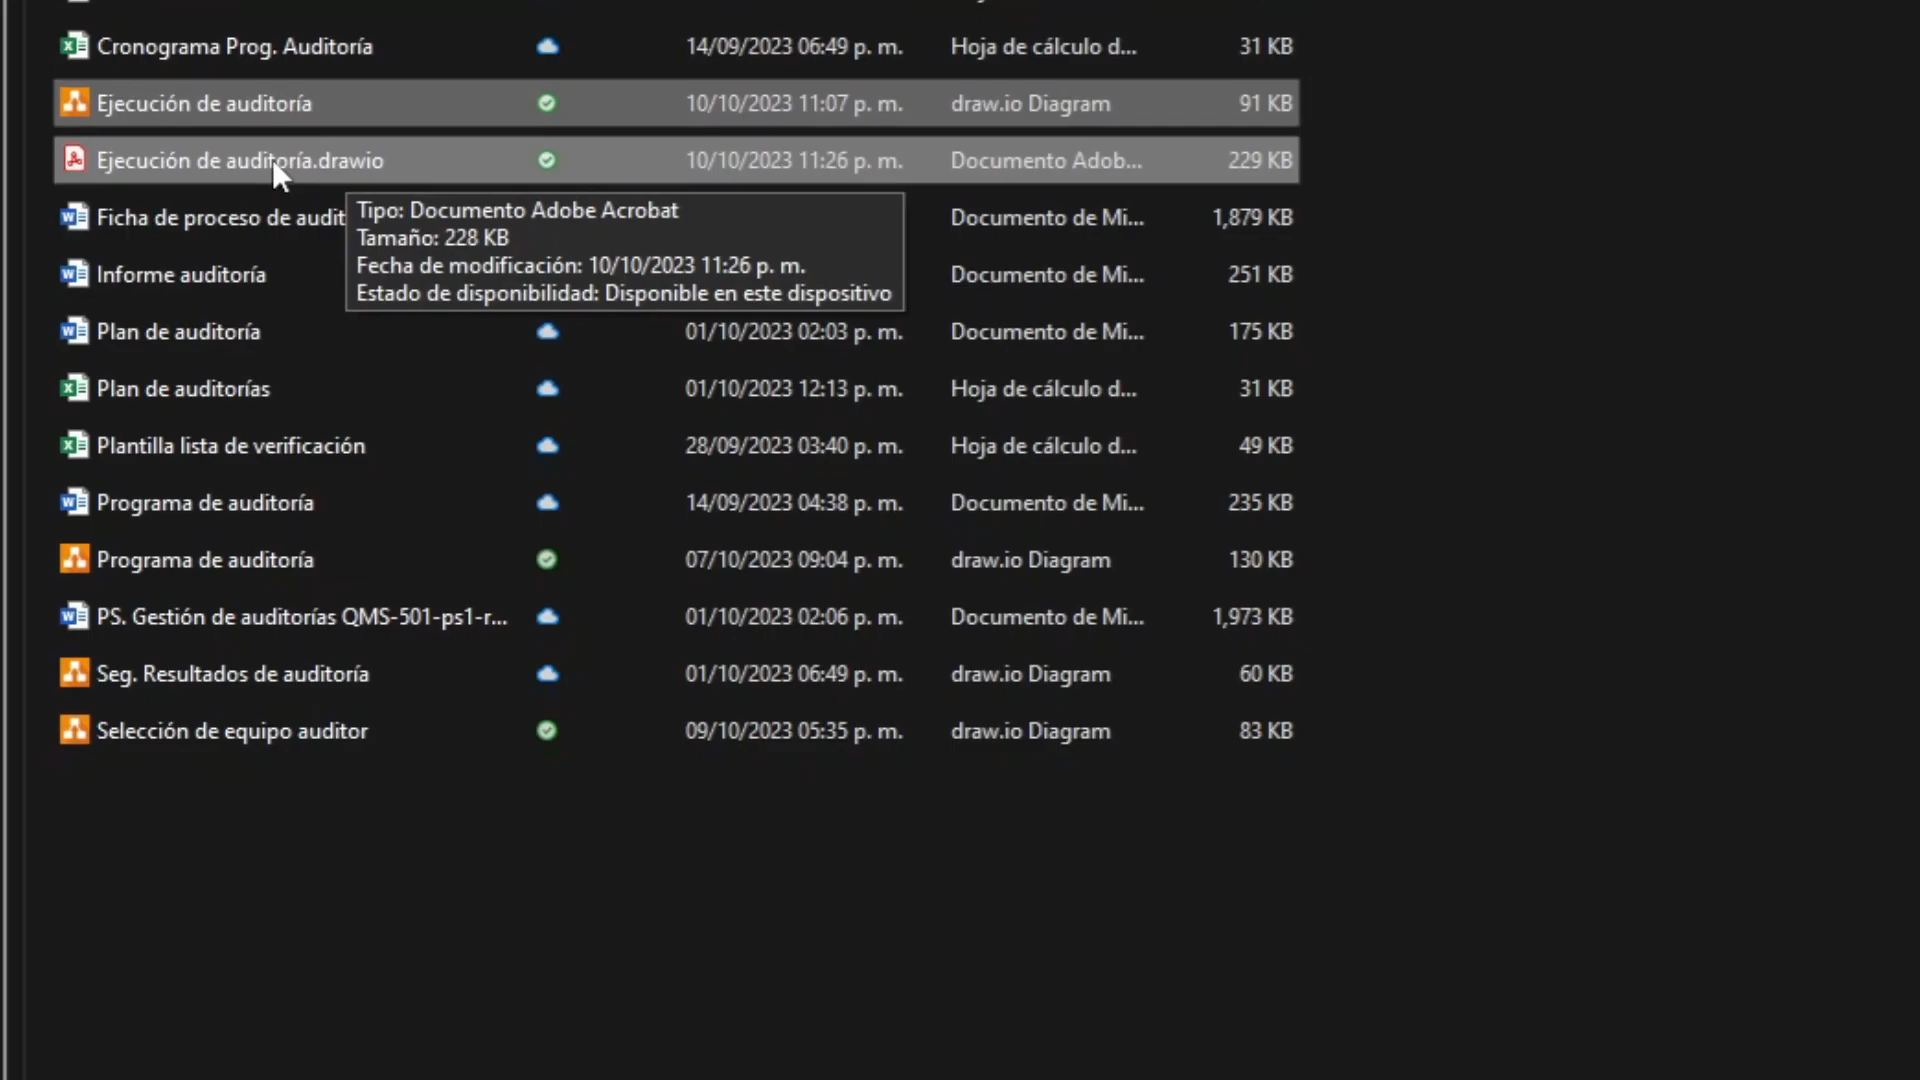 Cronograma Prog. Auditoría 14/09/2023 06:49 p. m. Hoja de cálculo d... 31 KB
Ejecución de auditoría 10/10/2023 11:07 p. m. draw.io Diagram 91 KB
Ejecución de auditoría.drawio 10/10/2023 11:26 p. m. Documento Adob... 229 KB
Ficha de proceso de audit Documento de Mi... 1,879 KB
Tipo: Documento Adobe Acrobat
Tamaño: 228 KB
Fecha de modificación: 10/10/2023 11:26 p. m.
Estado de disponibilidad: Disponible en este dispositivo
Informe auditoría Documento de Mi... 251 KB
Plan de auditoría 01/10/2023 02:03 p. m. Documento de Mi... 175 KB
Plan de auditorías 01/10/2023 12:13 p. m. Hoja de cálculo d... 31 KB
Plantilla lista de verificación 28/09/2023 03:40 p. m. Hoja de cálculo d... 49 KB
Programa de auditoría 14/09/2023 04:38 p. m. Documento de Mi... 235 KB
Programa de auditoría 07/10/2023 09:04 p. m. draw.io Diagram 130 KB
PS. Gestión de auditorías QMS-501-ps1-r... 01/10/2023 02:06 p. m. Documento de Mi... 1,973 KB
Seg. Resultados de auditoría 01/10/2023 06:49 p. m. draw.io Diagram 60 KB
Selección de equipo auditor 09/10/2023 05:35 p. m. draw.io Diagram 83 KB